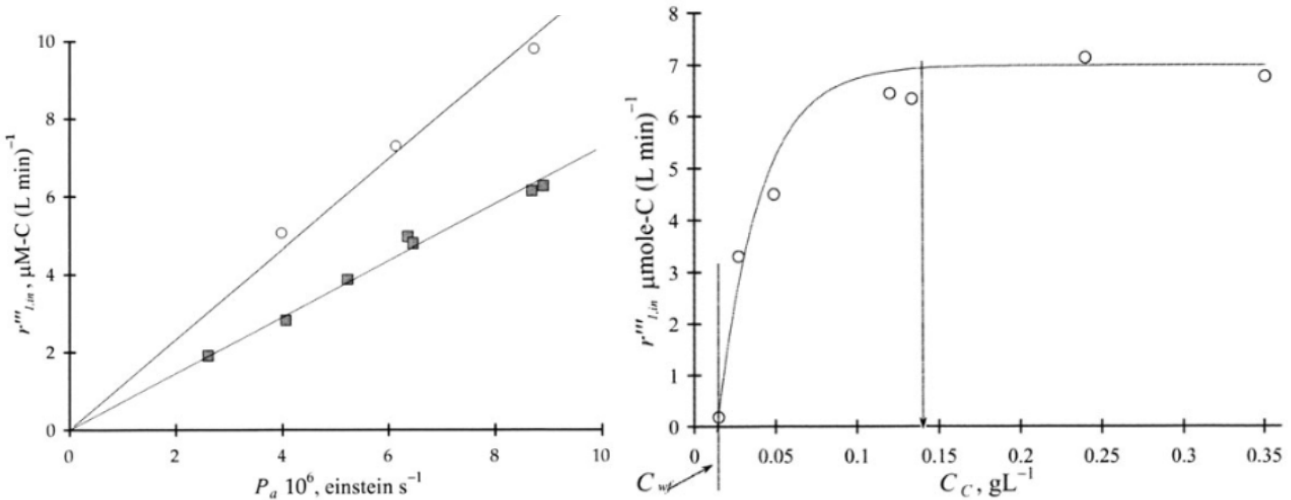 10
8
6
4
2
0
r‴l,in, μM-C (L min)⁻¹
0 2 4 6 8 10
Pa 10⁶, einstein s⁻¹
8
7
6
5
4
3
2
1
0
r‴l,in μmole-C (L min)⁻¹
0 0.05 0.1 0.15 0.2 0.25 0.3 0.35
Cw
CC, gL⁻¹